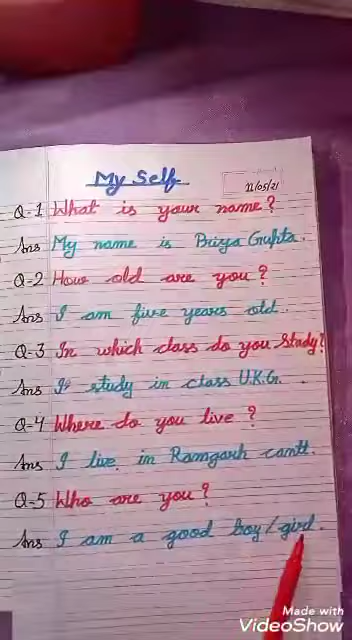 My Self
11/05/21
Q-1 What is your name?
Ans My name is Priya Gupta.
Q-2 How old are you?
Ans I am five years old.
Q-3 In which class do you study?
Ans I study in class U.K.G.
Q-4 Where do you live?
Ans I live in Ramgarh cantt.
Q-5 Who are you?
Ans I am a good boy/girl.
Made with
VideoShow